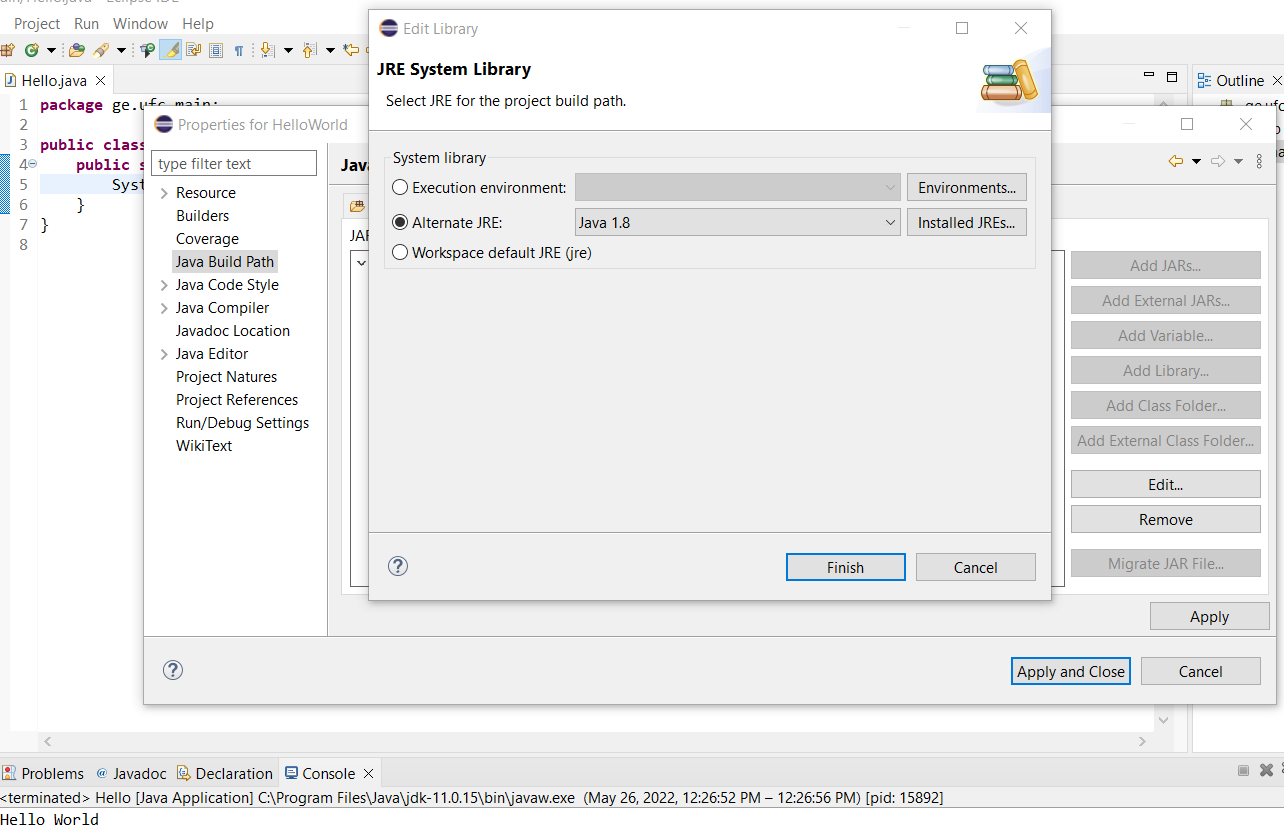 Project Run Window Help
Hello.java
Outline
1 package ge.ufc.main;
2
3 public class
4 public s
5 Syst
6 }
7 }
8
Properties for HelloWorld
type filter text
Resource
Builders
Coverage
Java Build Path
Java Code Style
Java Compiler
Javadoc Location
Java Editor
Project Natures
Project References
Run/Debug Settings
WikiText
Java
JAR
Edit Library
JRE System Library
Select JRE for the project build path.
System library
Execution environment:
Environments...
Alternate JRE:
Java 1.8
Installed JREs...
Workspace default JRE (jre)
?
Finish
Cancel
Add JARs...
Add External JARs...
Add Variable...
Add Library...
Add Class Folder...
Add External Class Folder...
Edit...
Remove
Migrate JAR File...
Apply
?
Apply and Close
Cancel
Problems
@ Javadoc
Declaration
Console
<terminated> Hello [Java Application] C:\Program Files\Java\jdk-11.0.15\bin\javaw.exe (May 26, 2022, 12:26:52 PM – 12:26:56 PM) [pid: 15892]
Hello World